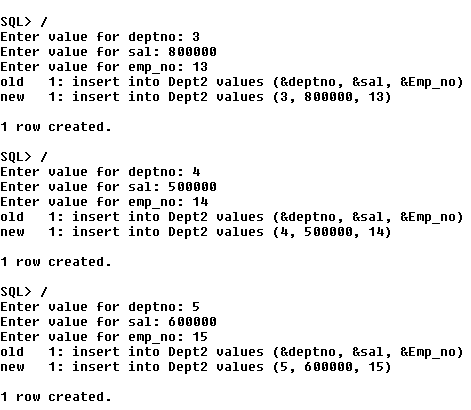 SQL> /
Enter value for deptno: 3
Enter value for sal: 800000
Enter value for emp_no: 13
old   1: insert into Dept2 values (&deptno, &sal, &Emp_no)
new   1: insert into Dept2 values (3, 800000, 13)
1 row created.
SQL> /
Enter value for deptno: 4
Enter value for sal: 500000
Enter value for emp_no: 14
old   1: insert into Dept2 values (&deptno, &sal, &Emp_no)
new   1: insert into Dept2 values (4, 500000, 14)
1 row created.
SQL> /
Enter value for deptno: 5
Enter value for sal: 600000
Enter value for emp_no: 15
old   1: insert into Dept2 values (&deptno, &sal, &Emp_no)
new   1: insert into Dept2 values (5, 600000, 15)
1 row created.